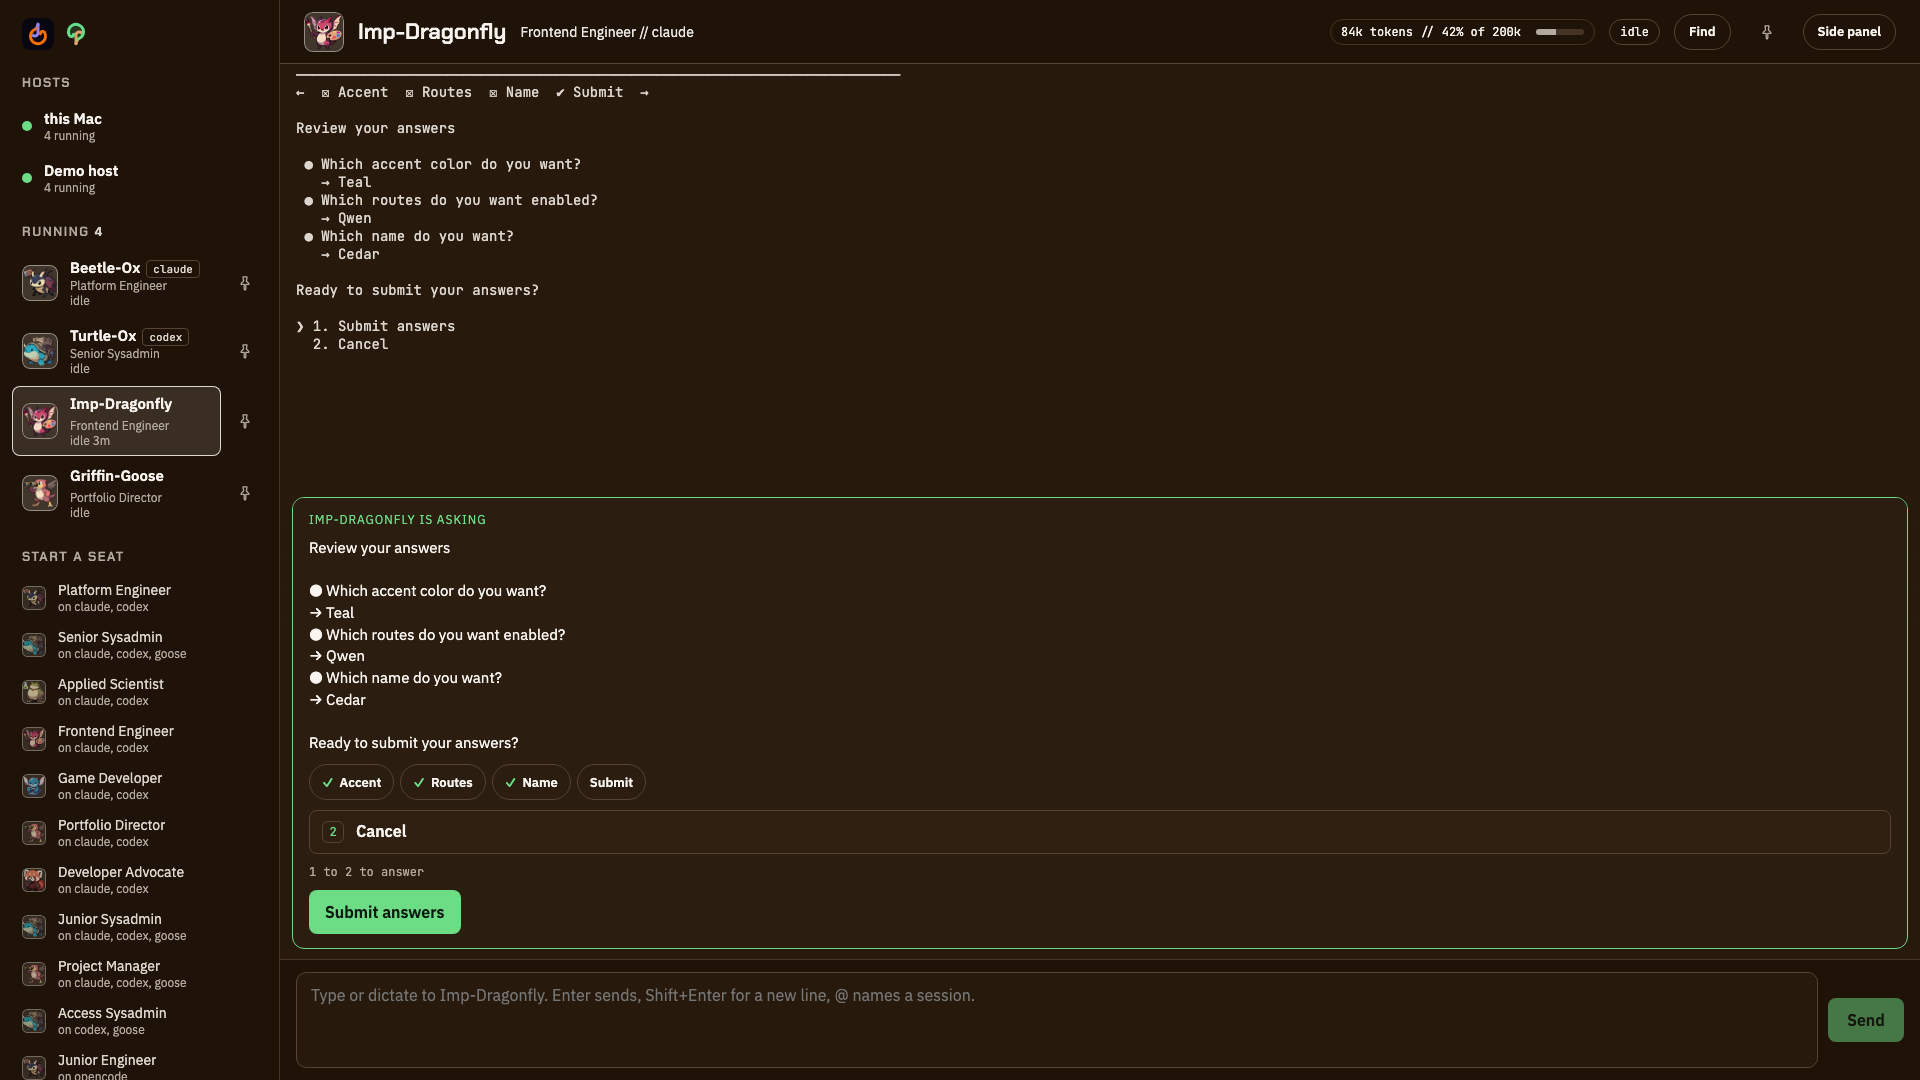 HOSTS
this Mac
4 running
Demo host
4 running
RUNNING 4
Beetle-Ox claude
Platform Engineer
idle
Turtle-Ox codex
Senior Sysadmin
idle
Imp-Dragonfly
Frontend Engineer
idle 3m
Griffin-Goose
Portfolio Director
idle
START A SEAT
Platform Engineer
on claude, codex
Senior Sysadmin
on claude, codex, goose
Applied Scientist
on claude, codex
Frontend Engineer
on claude, codex
Game Developer
on claude, codex
Portfolio Director
on claude, codex
Developer Advocate
on claude, codex
Junior Sysadmin
on claude, codex, goose
Project Manager
on claude, codex, goose
Access Sysadmin
on codex, goose
Junior Engineer
on opencode
Imp-Dragonfly Frontend Engineer // claude
84k tokens // 42% of 200k idle Find Side panel
← ☒ Accent ☒ Routes ☒ Name ✔ Submit →
Review your answers
● Which accent color do you want?
→ Teal
● Which routes do you want enabled?
→ Qwen
● Which name do you want?
→ Cedar
Ready to submit your answers?
❯ 1. Submit answers
2. Cancel
IMP-DRAGONFLY IS ASKING
Review your answers
● Which accent color do you want?
→ Teal
● Which routes do you want enabled?
→ Qwen
● Which name do you want?
→ Cedar
Ready to submit your answers?
✓ Accent ✓ Routes ✓ Name Submit
2 Cancel
1 to 2 to answer
Submit answers
Type or dictate to Imp-Dragonfly. Enter sends, Shift+Enter for a new line, @ names a session.
Send